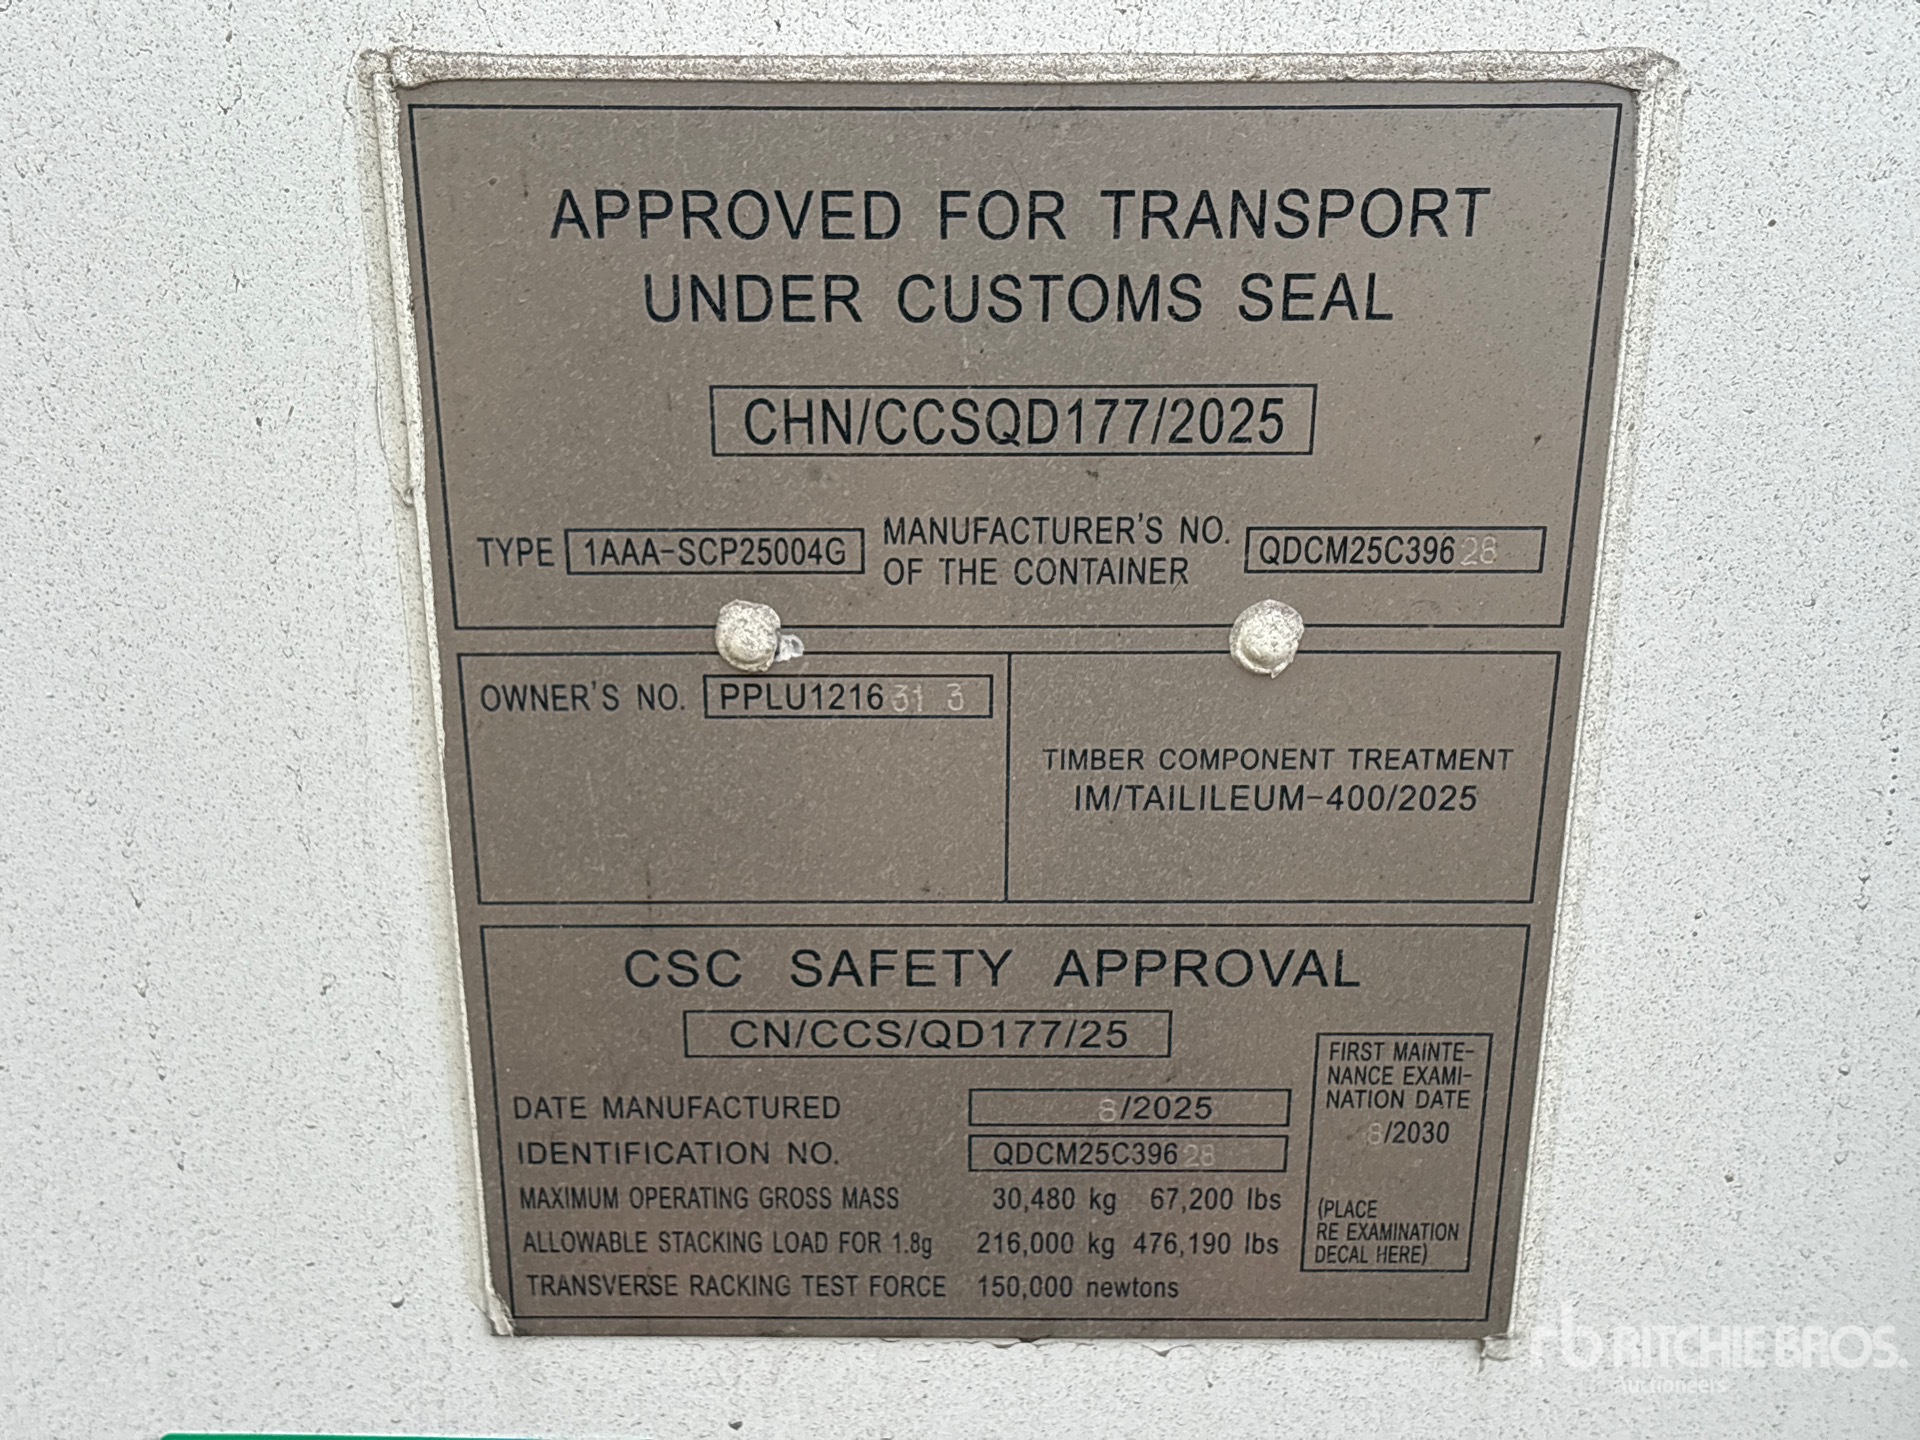 APPROVED FOR TRANSPORT
UNDER CUSTOMS SEAL
CHN/CCSQD177/2025
TYPE 1AAA-SCP25004G
MANUFACTURER'S NO.
OF THE CONTAINER
QDCM25C39628
OWNER'S NO. PPLU121631 3
TIMBER COMPONENT TREATMENT
IM/TAILILEUM-400/2025
CSC SAFETY APPROVAL
CN/CCS/QD177/25
DATE MANUFACTURED 8/2025
IDENTIFICATION NO. QDCM25C39628
MAXIMUM OPERATING GROSS MASS 30,480 kg 67,200 lbs
ALLOWABLE STACKING LOAD FOR 1.8g 216,000 kg 476,190 lbs
TRANSVERSE RACKING TEST FORCE 150,000 newtons
FIRST MAINTE-
NANCE EXAMI-
NATION DATE
8/2030
(PLACE
RE EXAMINATION
DECAL HERE)
rb RITCHIE BROS.
Auctioneers